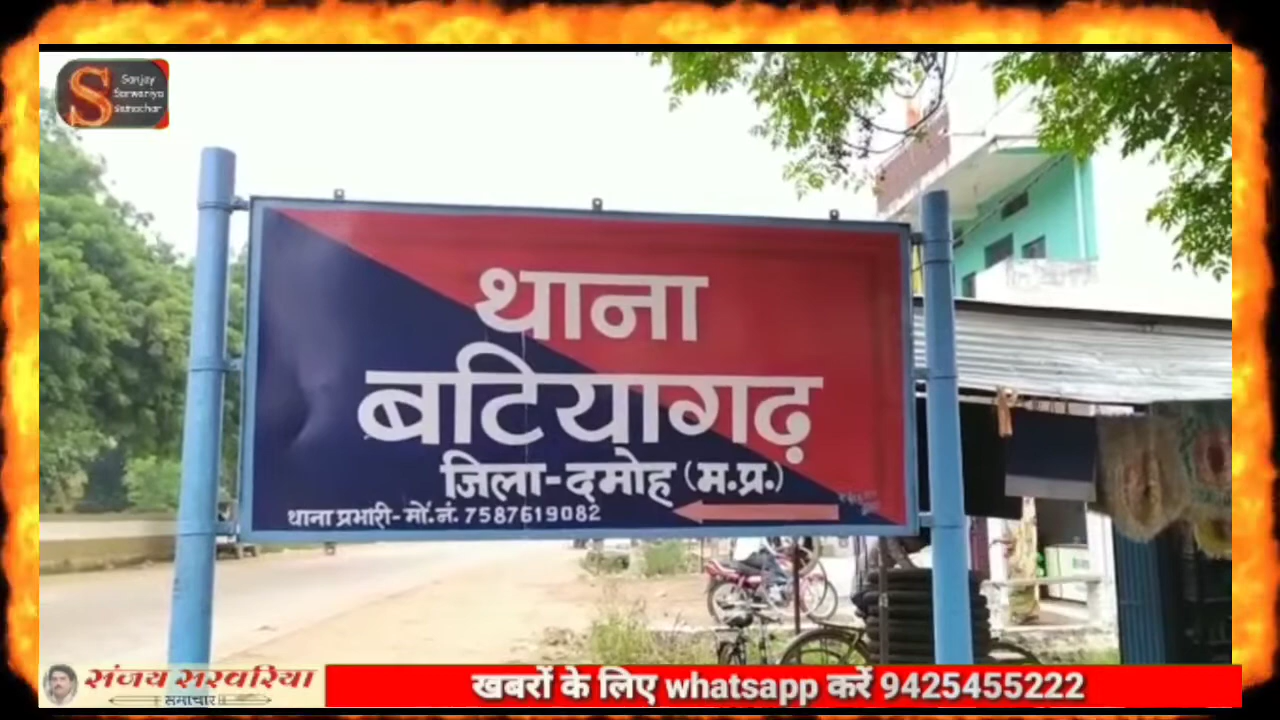 Sanjay
Sarwariya
samachar
थाना
बटियागढ़
जिला-दमोह (म.प्र.)
थाना प्रभारी- मों.नं. 7587619082
संजय सरवरिया
समाचार
खबरों के लिए whatsapp करें 9425455222